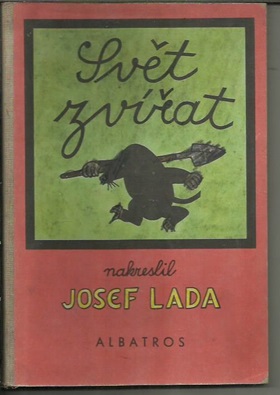 Svět
zvířat
nakreslil
JOSEF LADA
ALBATROS